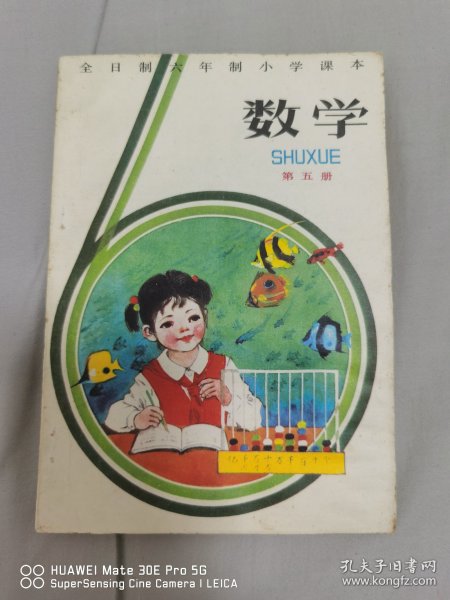 全日制六年制小学课本
数学
SHUXUE
第五册
HUAWEI Mate 30E Pro 5G
SuperSensing Cine Camera | LEICA
孔夫子旧书网
www.kongfz.com